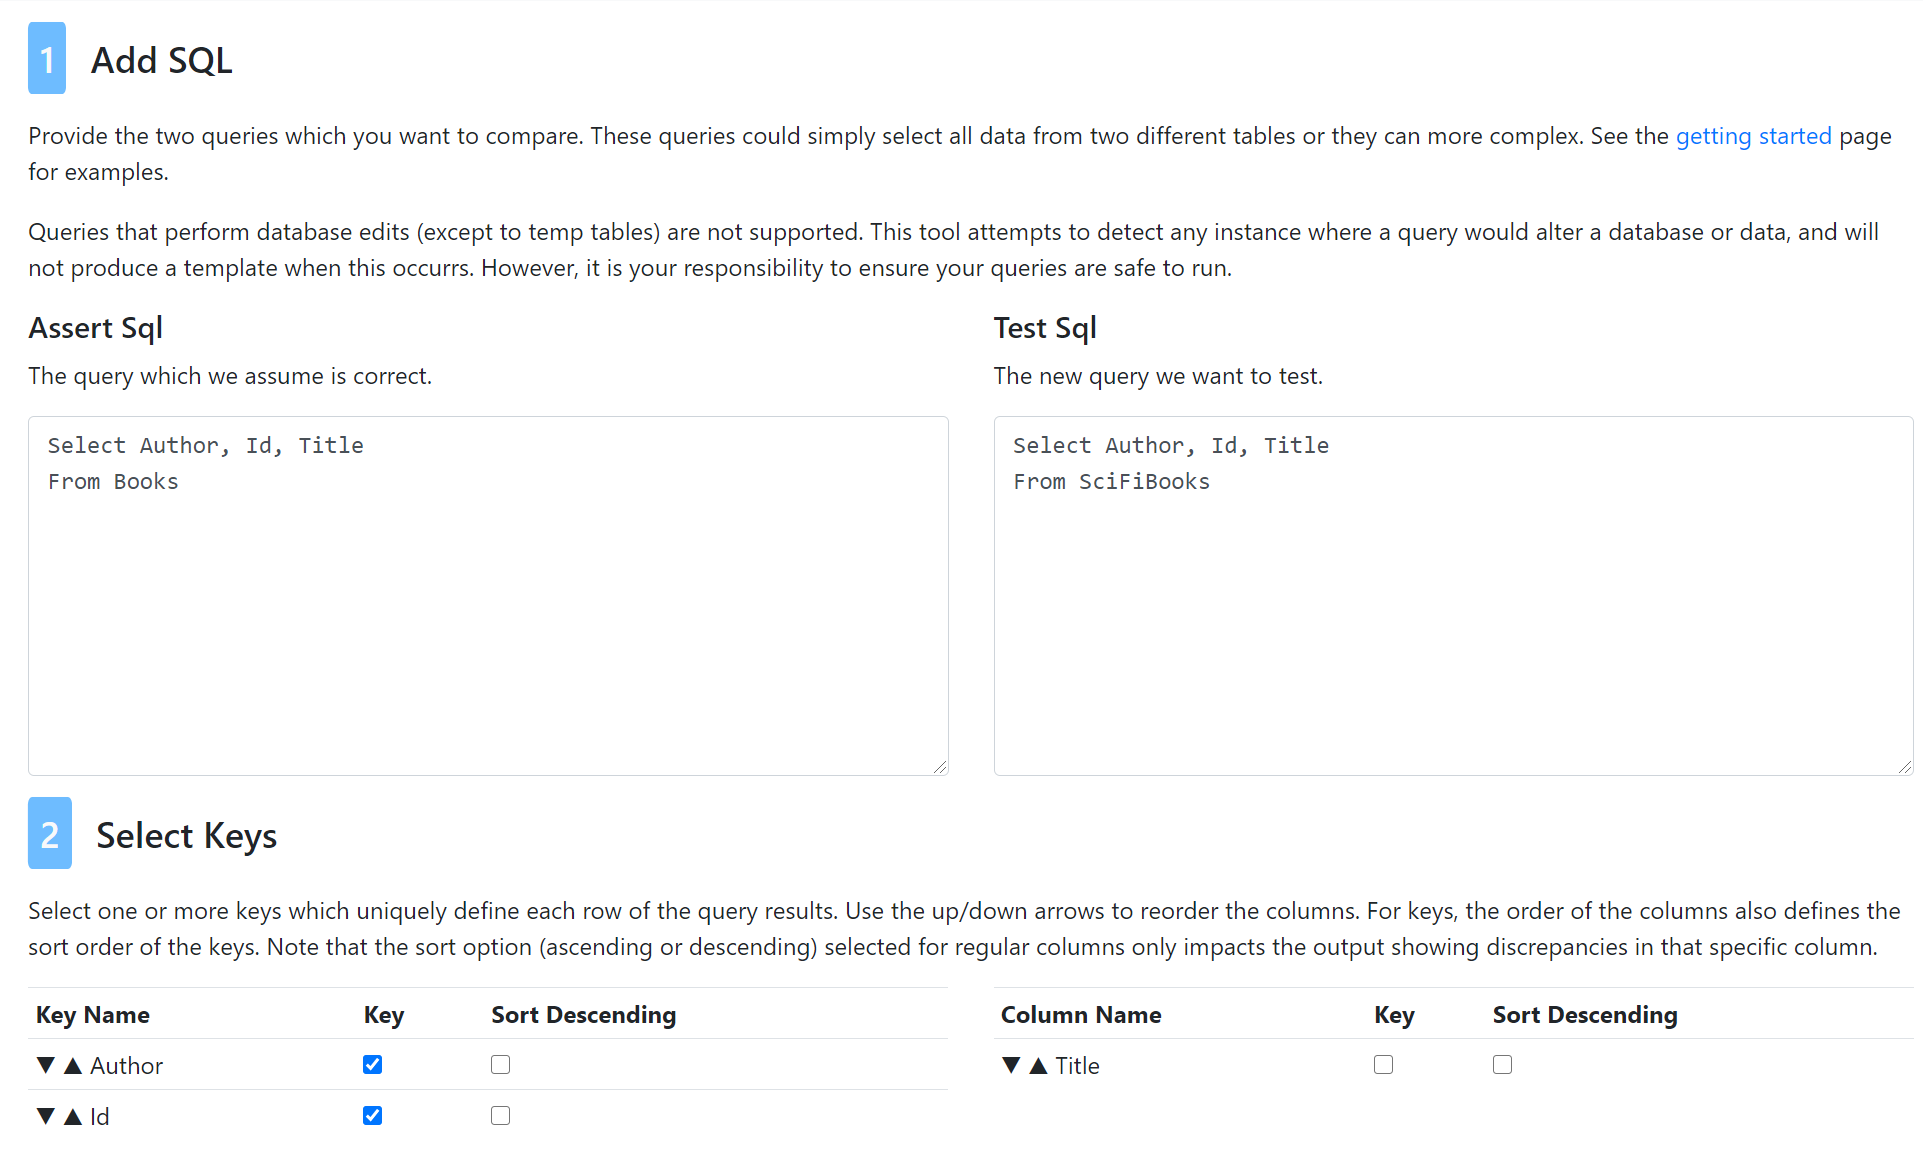 1 Add SQL
Provide the two queries which you want to compare. These queries could simply select all data from two different tables or they can more complex. See the getting started page
for examples.
Queries that perform database edits (except to temp tables) are not supported. This tool attempts to detect any instance where a query would alter a database or data, and will
not produce a template when this occurrs. However, it is your responsibility to ensure your queries are safe to run.
Assert Sql
The query which we assume is correct.
Select Author, Id, Title
From Books
Test Sql
The new query we want to test.
Select Author, Id, Title
From SciFiBooks
2 Select Keys
Select one or more keys which uniquely define each row of the query results. Use the up/down arrows to reorder the columns. For keys, the order of the columns also defines the
sort order of the keys. Note that the sort option (ascending or descending) selected for regular columns only impacts the output showing discrepancies in that specific column.
Key Name Key Sort Descending
▼ ▲ Author
▼ ▲ Id
Column Name Key Sort Descending
▼ ▲ Title